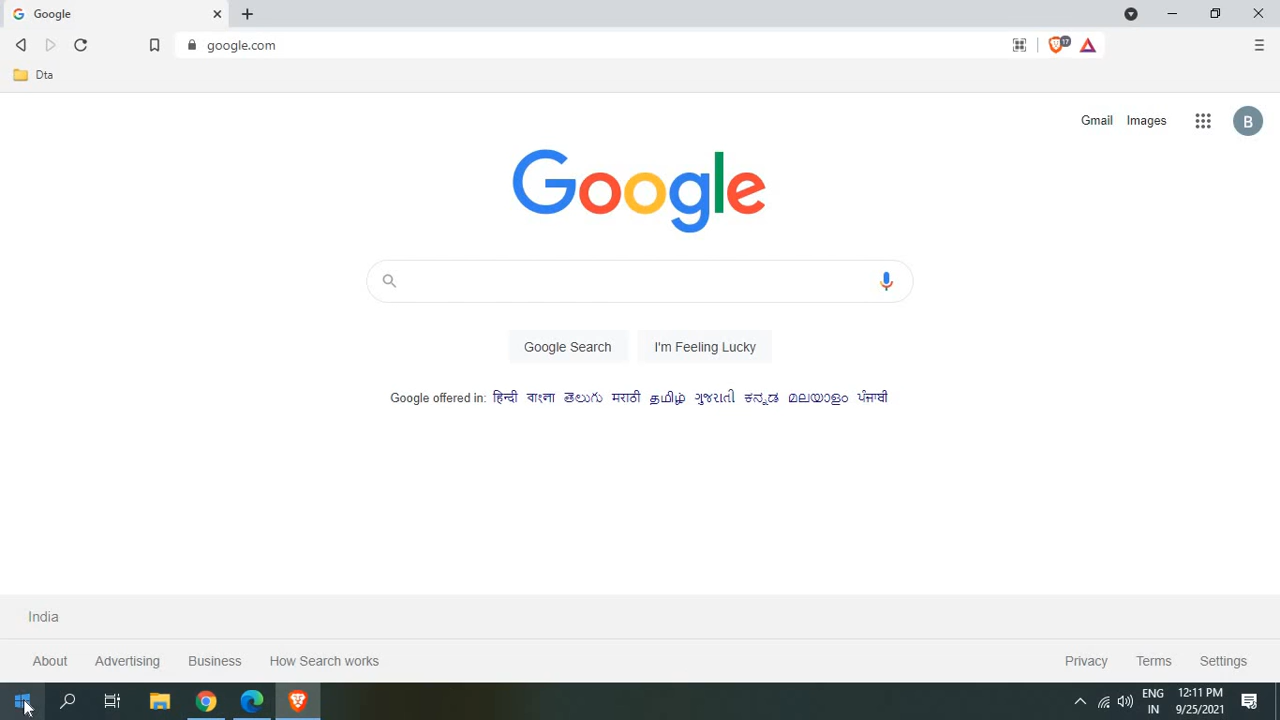 Google
google.com
17
Dta
Gmail Images B
Google
Google Search I'm Feeling Lucky
Google offered in: हिन्दी বাংলা తెలుగు मराठी தமிழ் ગુજરાતી ಕನ್ನಡ മലയാളം ਪੰਜਾਬੀ
India
About Advertising Business How Search works Privacy Terms Settings
ENG 12:11 PM
IN 9/25/2021